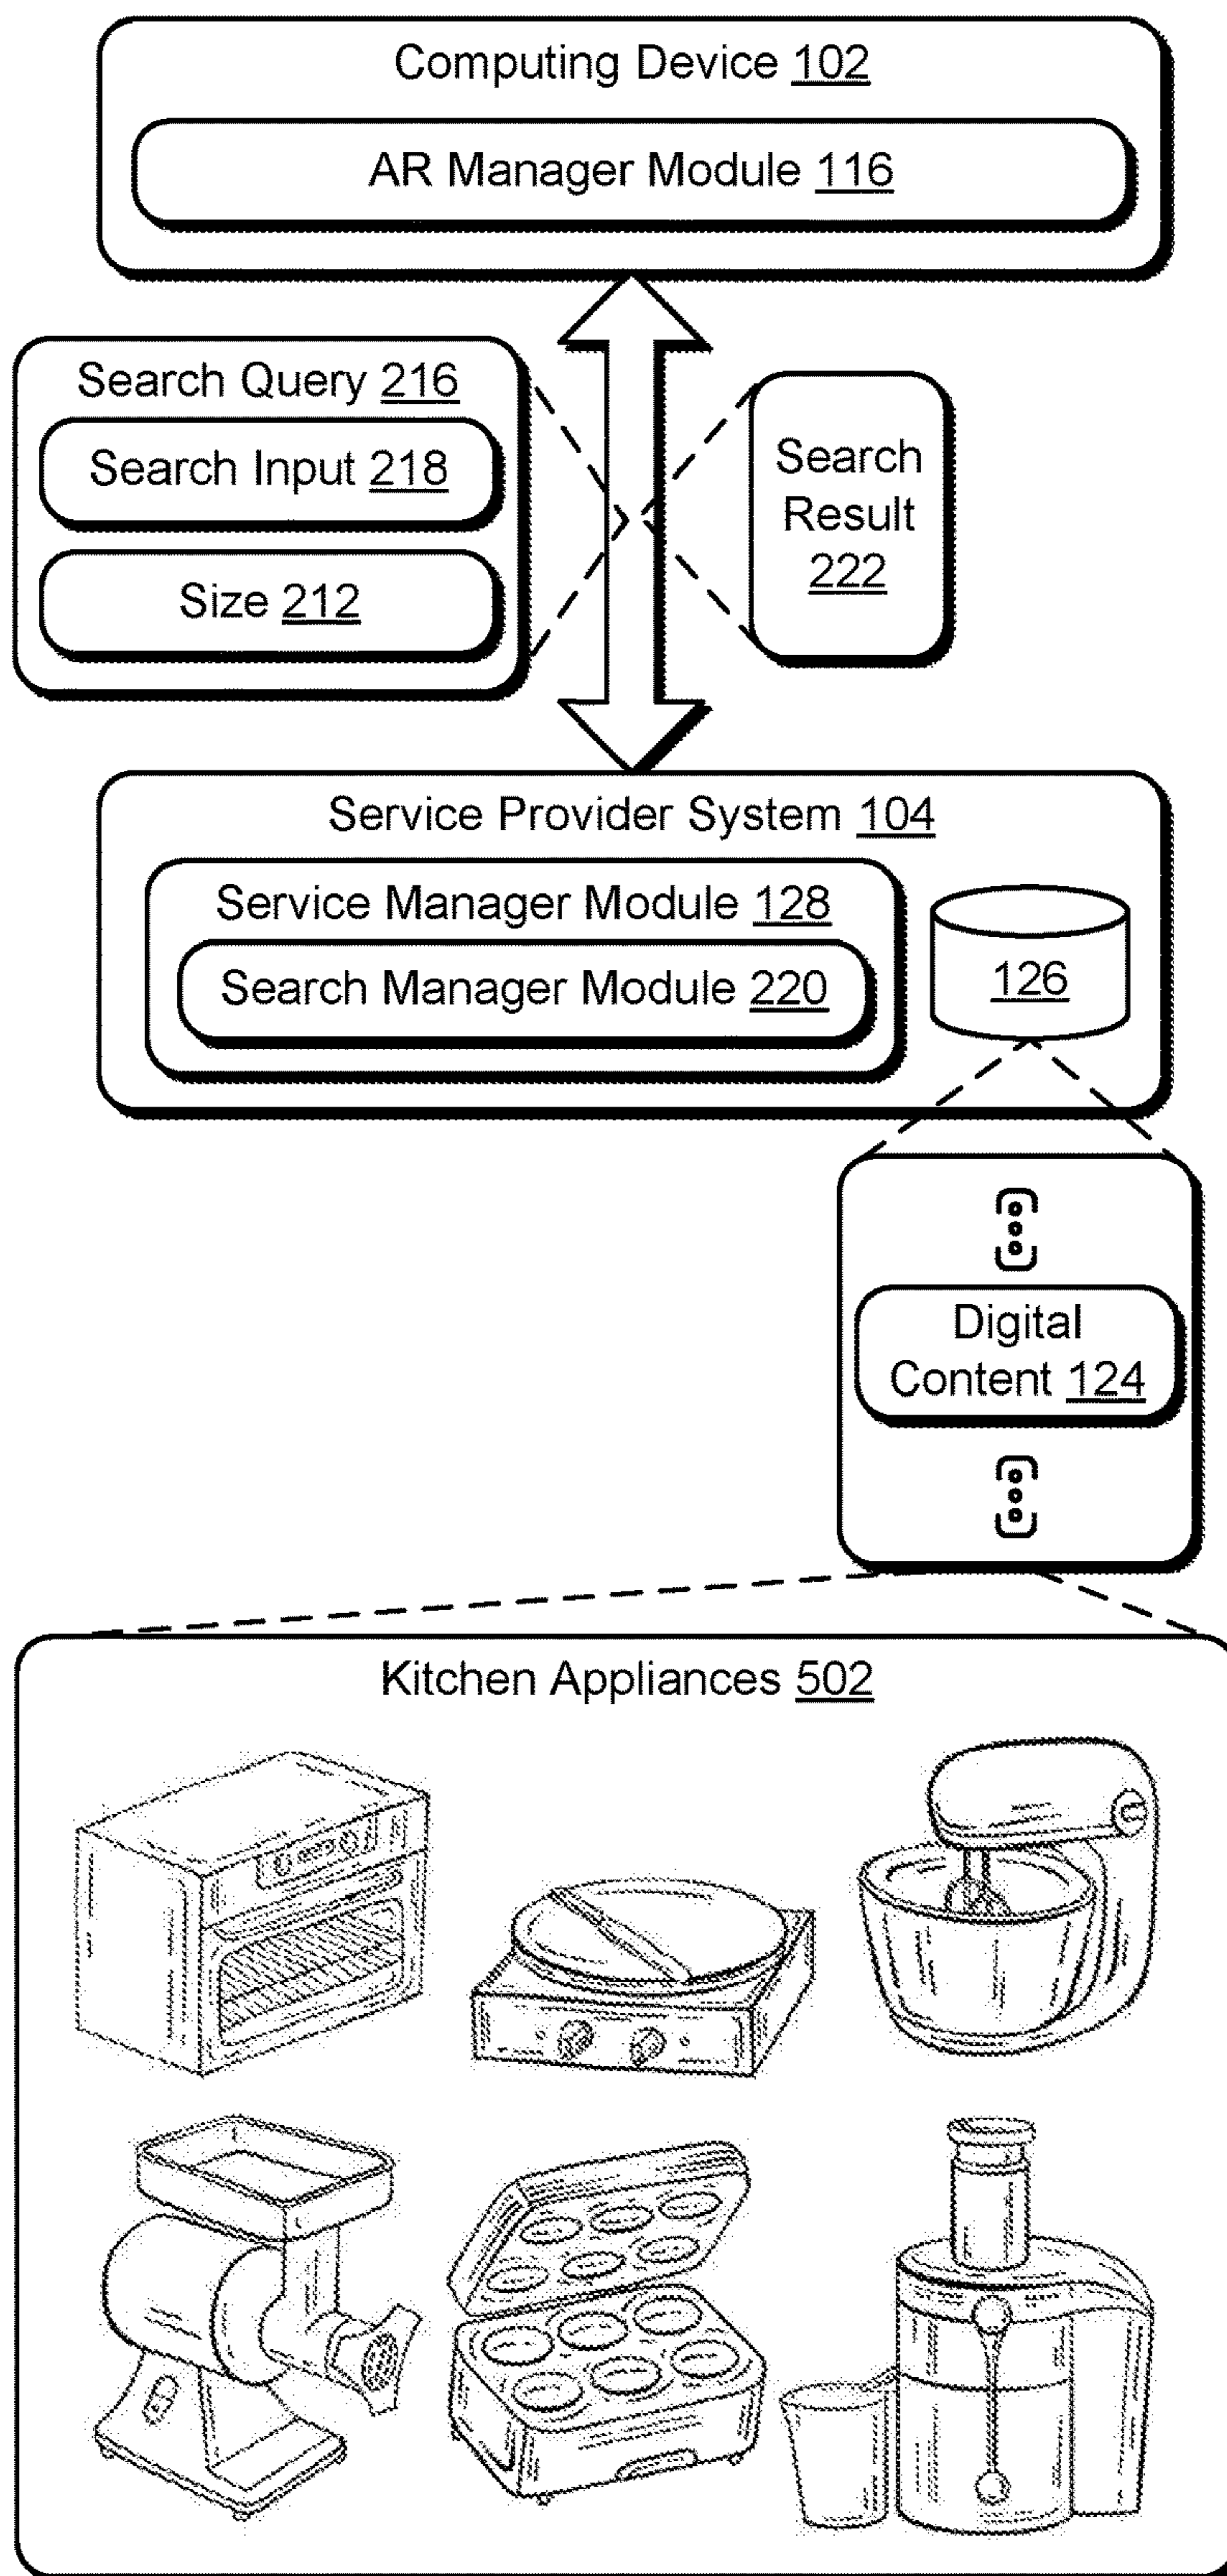 Computing Device 102
AR Manager Module 116
Search Query 216
Search Input 218
Size 212
Search
Result
222
Service Provider System 104
Service Manager Module 128
Search Manager Module 220
126
Digital
Content 124
Kitchen Appliances 502